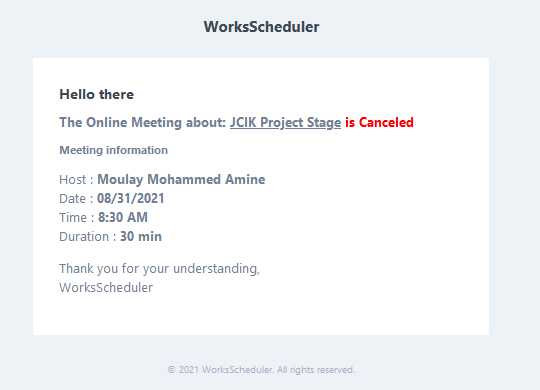 WorksScheduler
Hello there
The Online Meeting about: JCIK Project Stage is Canceled
Meeting information
Host : Moulay Mohammed Amine
Date : 08/31/2021
Time : 8:30 AM
Duration : 30 min
Thank you for your understanding,
WorksScheduler
© 2021 WorksScheduler. All rights reserved.